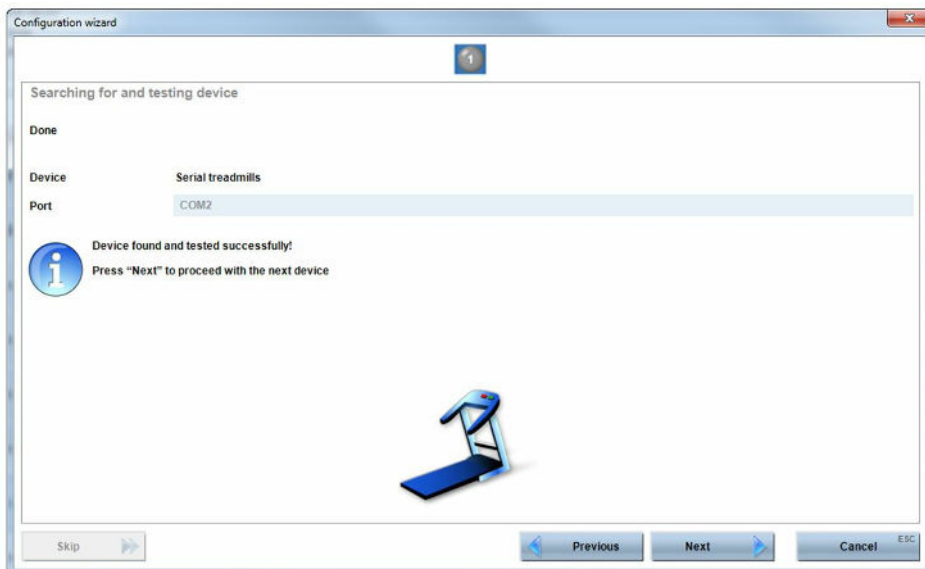 Configuration wizard
1
Searching for and testing device
Done
Device Serial treadmills
Port COM2
Device found and tested successfully!
Press “Next” to proceed with the next device
Skip Previous Next Cancel ESC